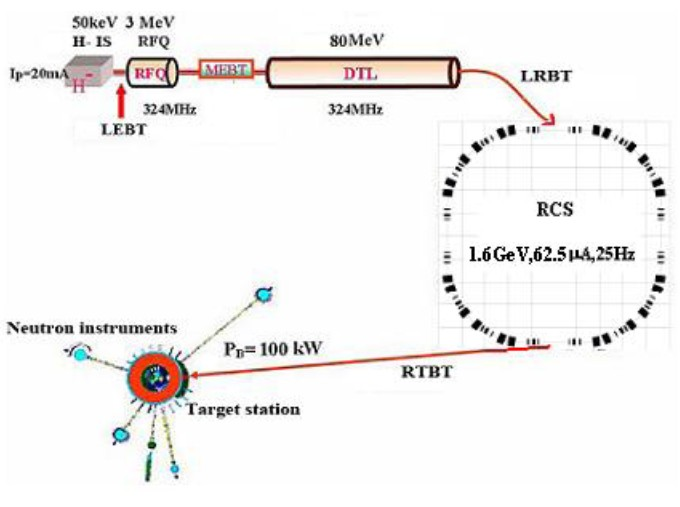 50keV 3 MeV
H- IS RFQ
80MeV
Ip=20mA
H-
RFQ
MEBT
DTL
LRBT
324MHz
324MHz
LEBT
RCS
1.6GeV,62.5μA,25Hz
Neutron instruments
PB= 100 kW
RTBT
Target station